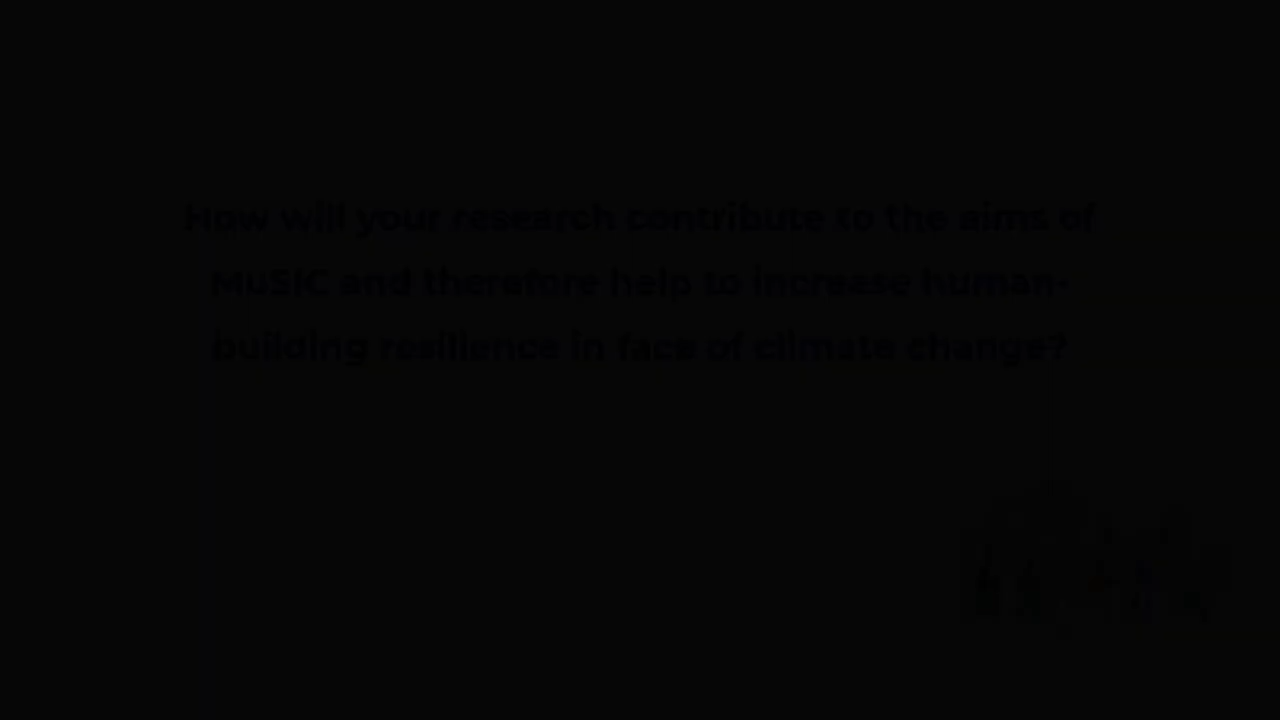 How will your research contribute to the aims of
MuSIC and therefore help to increase human-
building resilience in face of climate change?